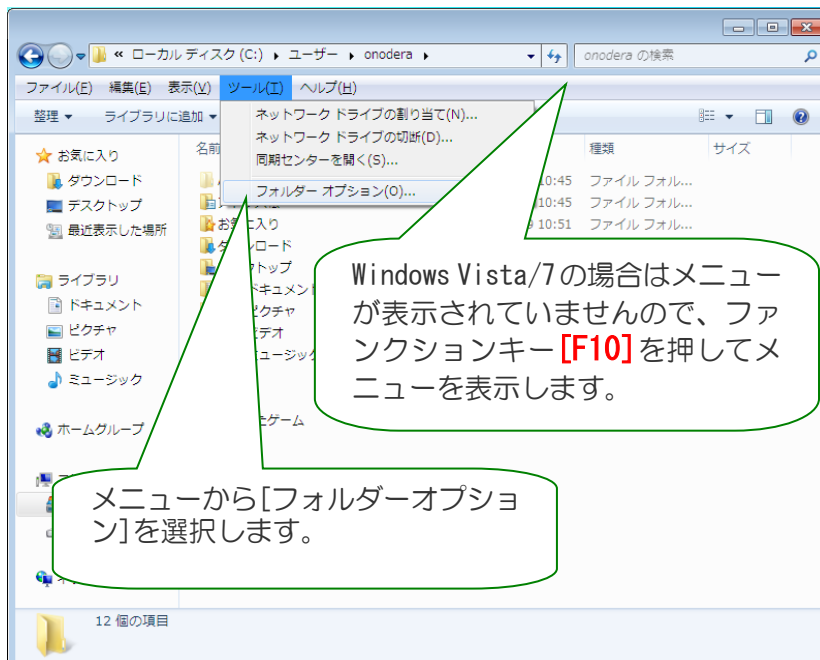 « ローカル ディスク (C:) ▸ ユーザー ▸ onodera ▸
onodera の検索
ファイル(F) 編集(E) 表示(V) ツール(T) ヘルプ(H)
整理 ▼ ライブラリに追加 ▼
ネットワーク ドライブの割り当て(N)...
ネットワーク ドライブの切断(D)...
同期センターを開く(S)...
フォルダー オプション(O)...
名前
種類
サイズ
10:45 ファイル フォル...
10:45 ファイル フォル...
10:51 ファイル フォル...
お気に入り
ダウンロード
デスクトップ
最近表示した場所
ライブラリ
ドキュメント
ピクチャ
ビデオ
ミュージック
ホームグループ
Windows Vista/7の場合はメニュー
が表示されていませんので、ファ
ンクションキー[F10]を押してメ
ニューを表示します。
メニューから[フォルダーオプショ
ン]を選択します。
12 個の項目